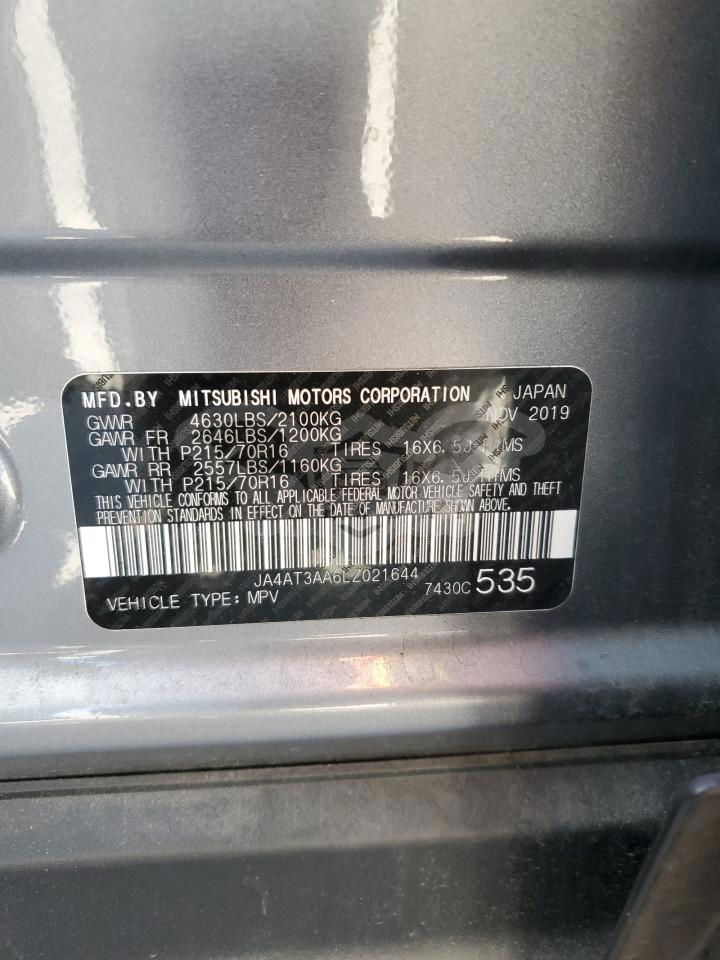 MFD.BY MITSUBISHI MOTORS CORPORATION JAPAN
GVWR 4630LBS/2100KG NOV 2019
GAWR FR 2646LBS/1200KG
WITH P215/70R16 TIRES 16X6.5J RIMS
GAWR RR 2557LBS/1160KG
WITH P215/70R16 TIRES 16X6.5J RIMS
THIS VEHICLE CONFORMS TO ALL APPLICABLE FEDERAL MOTOR VEHICLE SAFETY AND THEFT
PREVENTION STANDARDS IN EFFECT ON THE DATE OF MANUFACTURE SHOWN ABOVE.
JA4AT3AA6LZ021644
VEHICLE TYPE: MPV 7430C 535